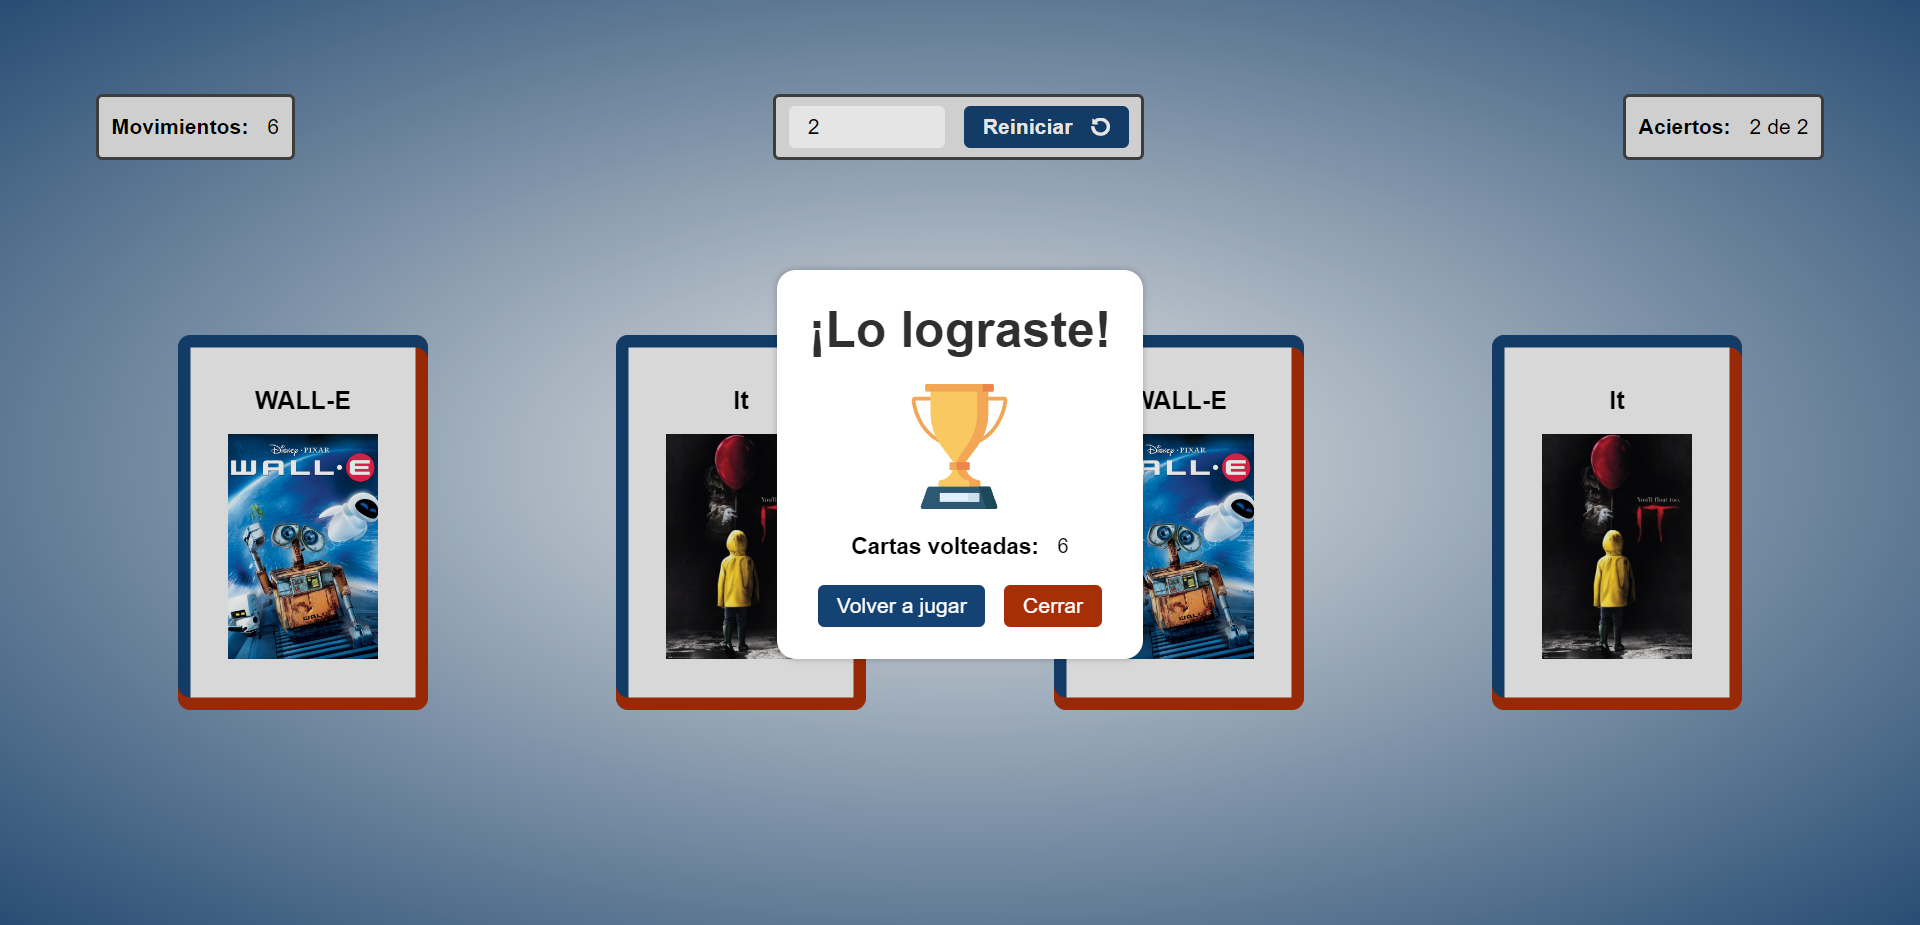 Movimientos: 6
2
Reiniciar
Aciertos: 2 de 2
¡Lo lograste!
Cartas volteadas: 6
Volver a jugar
Cerrar
WALL-E
Disney · PIXAR
WALL·E
It
WALL-E
Disney · PIXAR
ALL·E
It
You'll float too.
IT